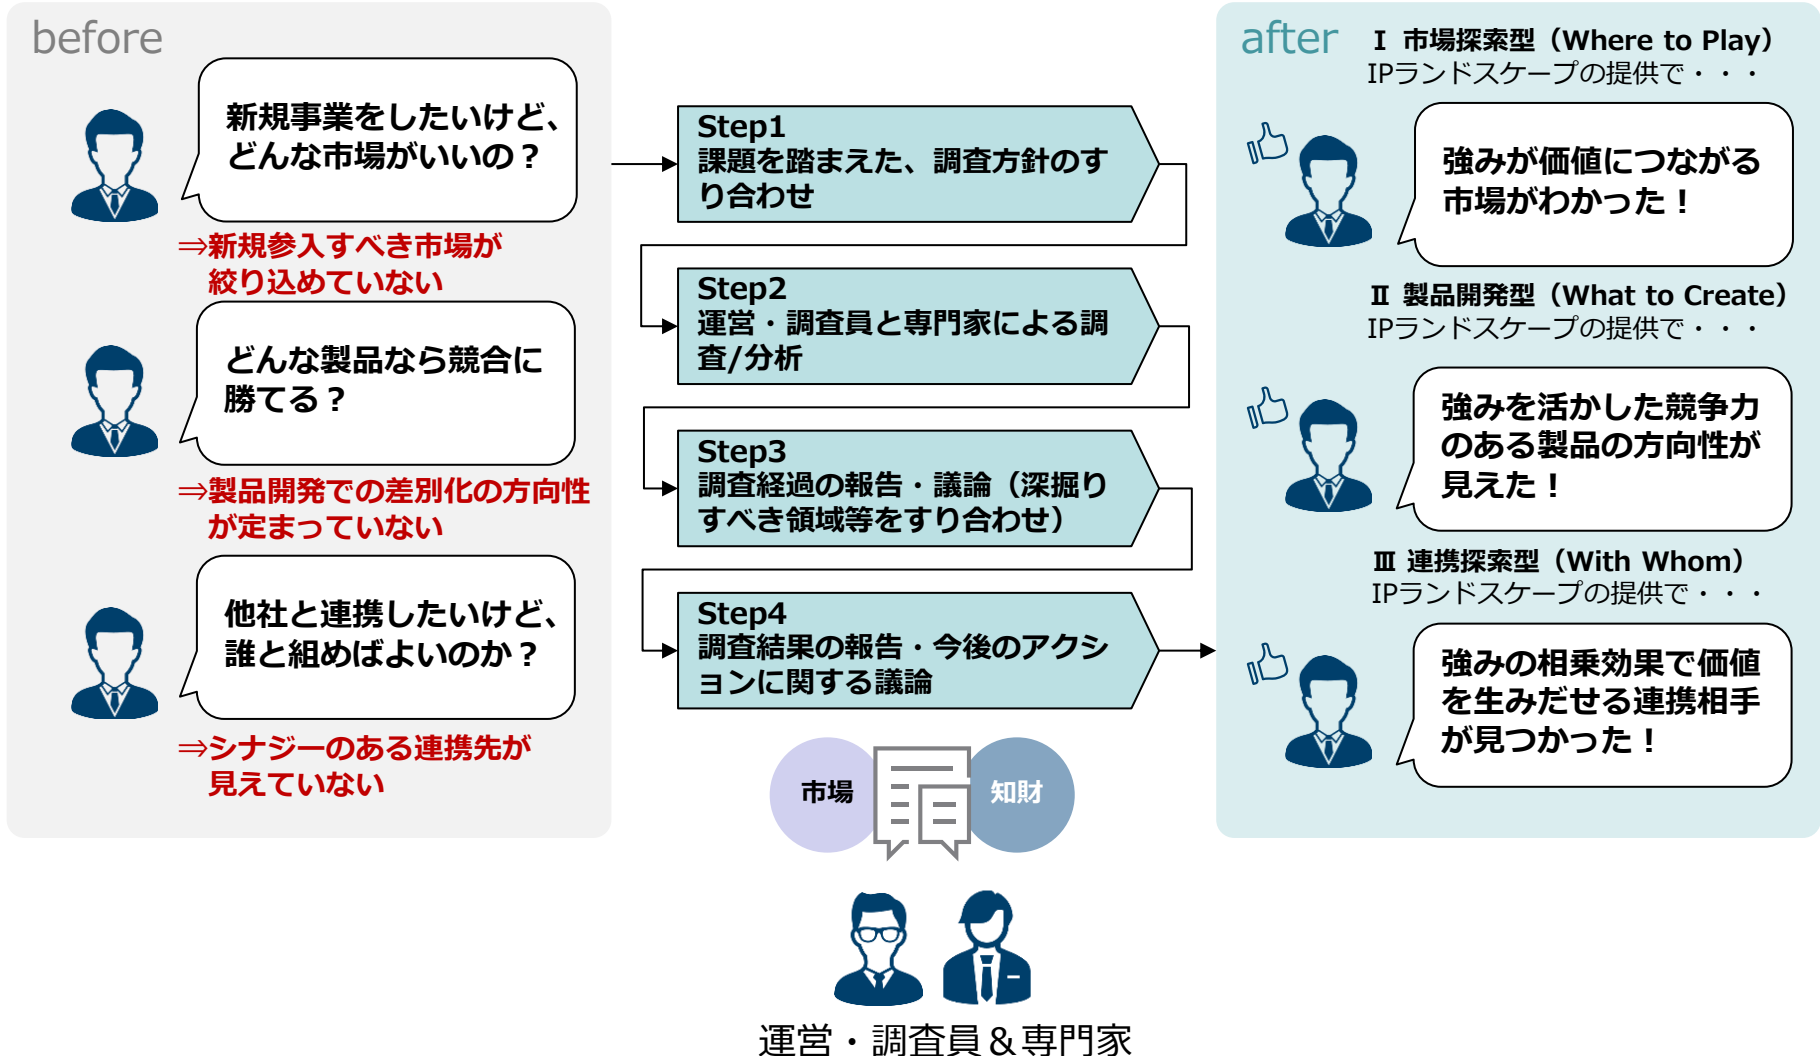 before
新規事業をしたいけど、
どんな市場がいいの？
⇒新規参入すべき市場が
絞り込めていない
どんな製品なら競合に
勝てる？
⇒製品開発での差別化の方向性
が定まっていない
他社と連携したいけど、
誰と組めばよいのか？
⇒シナジーのある連携先が
見えていない
Step1
課題を踏まえた、調査方針のす
り合わせ
Step2
運営・調査員と専門家による調
査/分析
Step3
調査経過の報告・議論（深掘り
すべき領域等をすり合わせ）
Step4
調査結果の報告・今後のアクシ
ョンに関する議論
市場
知財
運営・調査員＆専門家
after
Ⅰ 市場探索型（Where to Play）
IPランドスケープの提供で・・・
強みが価値につながる
市場がわかった！
Ⅱ 製品開発型（What to Create）
IPランドスケープの提供で・・・
強みを活かした競争力
のある製品の方向性が
見えた！
Ⅲ 連携探索型（With Whom）
IPランドスケープの提供で・・・
強みの相乗効果で価値
を生みだせる連携相手
が見つかった！